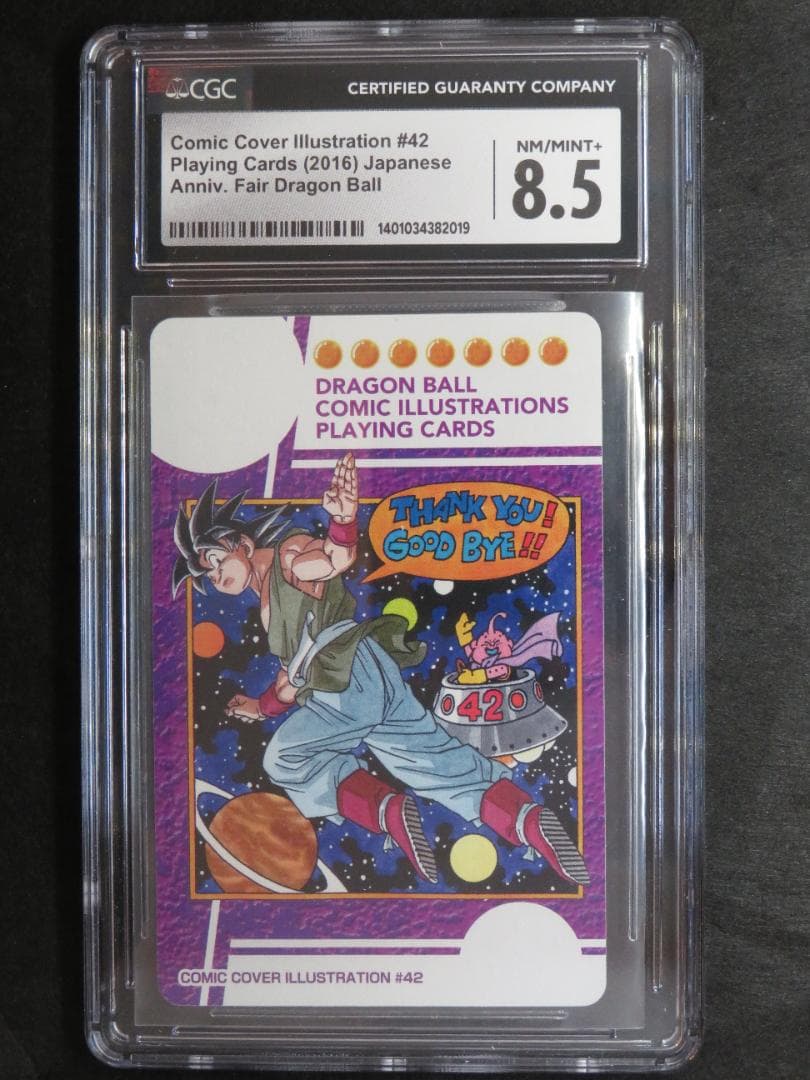 CGC
CERTIFIED GUARANTY COMPANY
Comic Cover Illustration #42
Playing Cards (2016) Japanese
Anniv. Fair Dragon Ball
1401034382019
NM/MINT+
8.5
DRAGON BALL
COMIC ILLUSTRATIONS
PLAYING CARDS
THANK YOU!
GOOD BYE!!
42
COMIC COVER ILLUSTRATION #42